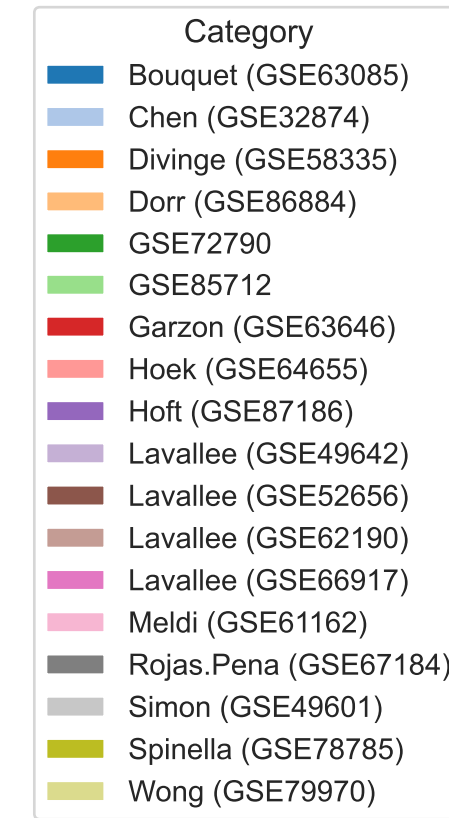 Category
Bouquet (GSE63085)
Chen (GSE32874)
Divinge (GSE58335)
Dorr (GSE86884)
GSE72790
GSE85712
Garzon (GSE63646)
Hoek (GSE64655)
Hoft (GSE87186)
Lavallee (GSE49642)
Lavallee (GSE52656)
Lavallee (GSE62190)
Lavallee (GSE66917)
Meldi (GSE61162)
Rojas.Pena (GSE67184)
Simon (GSE49601)
Spinella (GSE78785)
Wong (GSE79970)